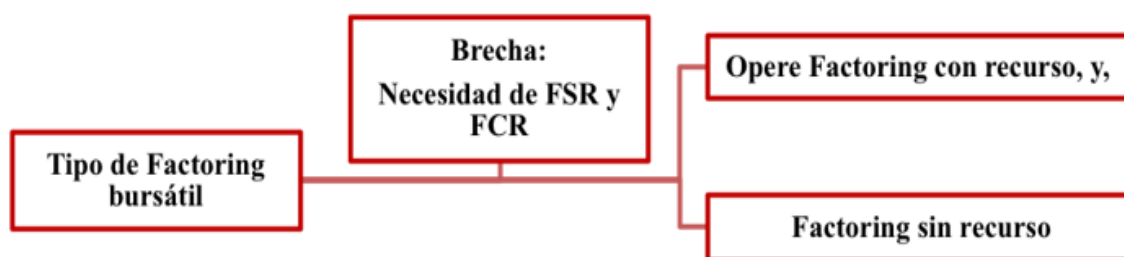 Tipo de Factoring
bursátil
Brecha:
Necesidad de FSR y
FCR
Opere Factoring con recurso, y,
Factoring sin recurso